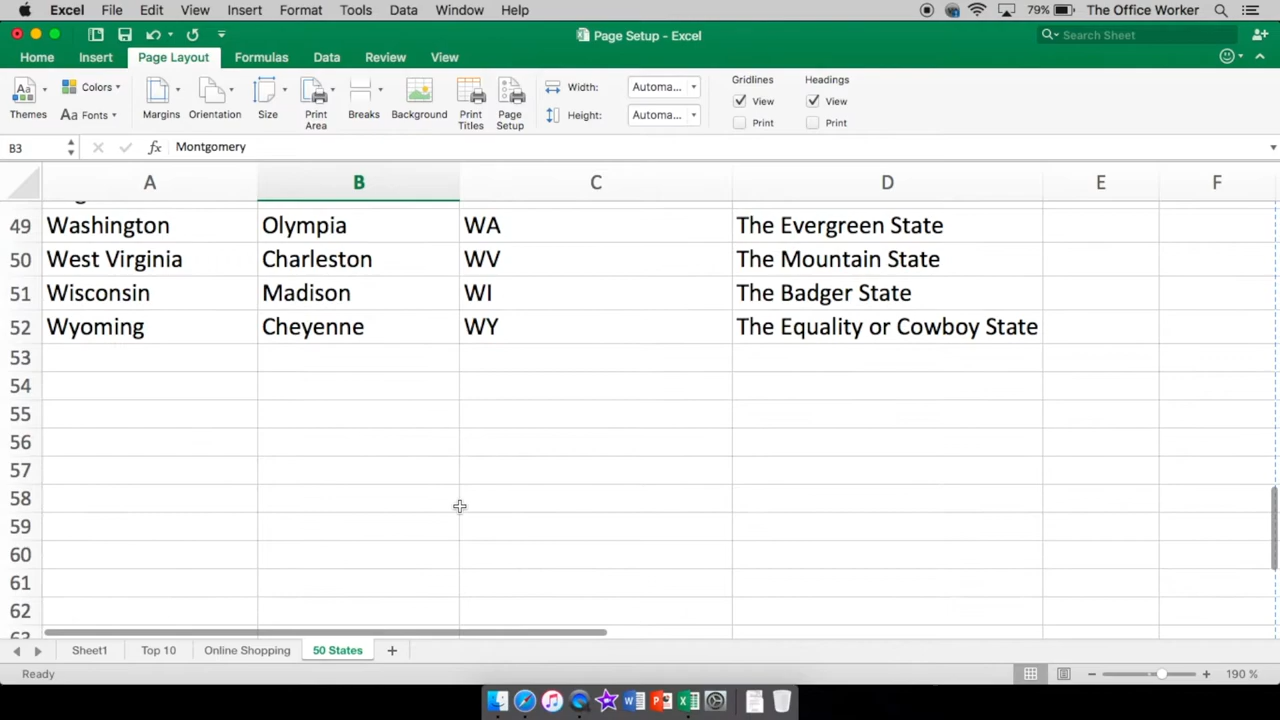 Excel File Edit View Insert Format Tools Data Window Help 79% The Office Worker
Page Setup - Excel
Search Sheet
Home Insert Page Layout Formulas Data Review View
Aa
Themes
Colors
Aa Fonts
Margins
Orientation
Size
Print Area
Breaks
Background
Print Titles
Page Setup
Width: Automa...
Height: Automa...
Gridlines
View
Print
Headings
View
Print
B3 fx Montgomery
A B C D E F
49 Washington Olympia WA The Evergreen State
50 West Virginia Charleston WV The Mountain State
51 Wisconsin Madison WI The Badger State
52 Wyoming Cheyenne WY The Equality or Cowboy State
53
54
55
56
57
58
59
60
61
62
Sheet1 Top 10 Online Shopping 50 States
Ready 190 %